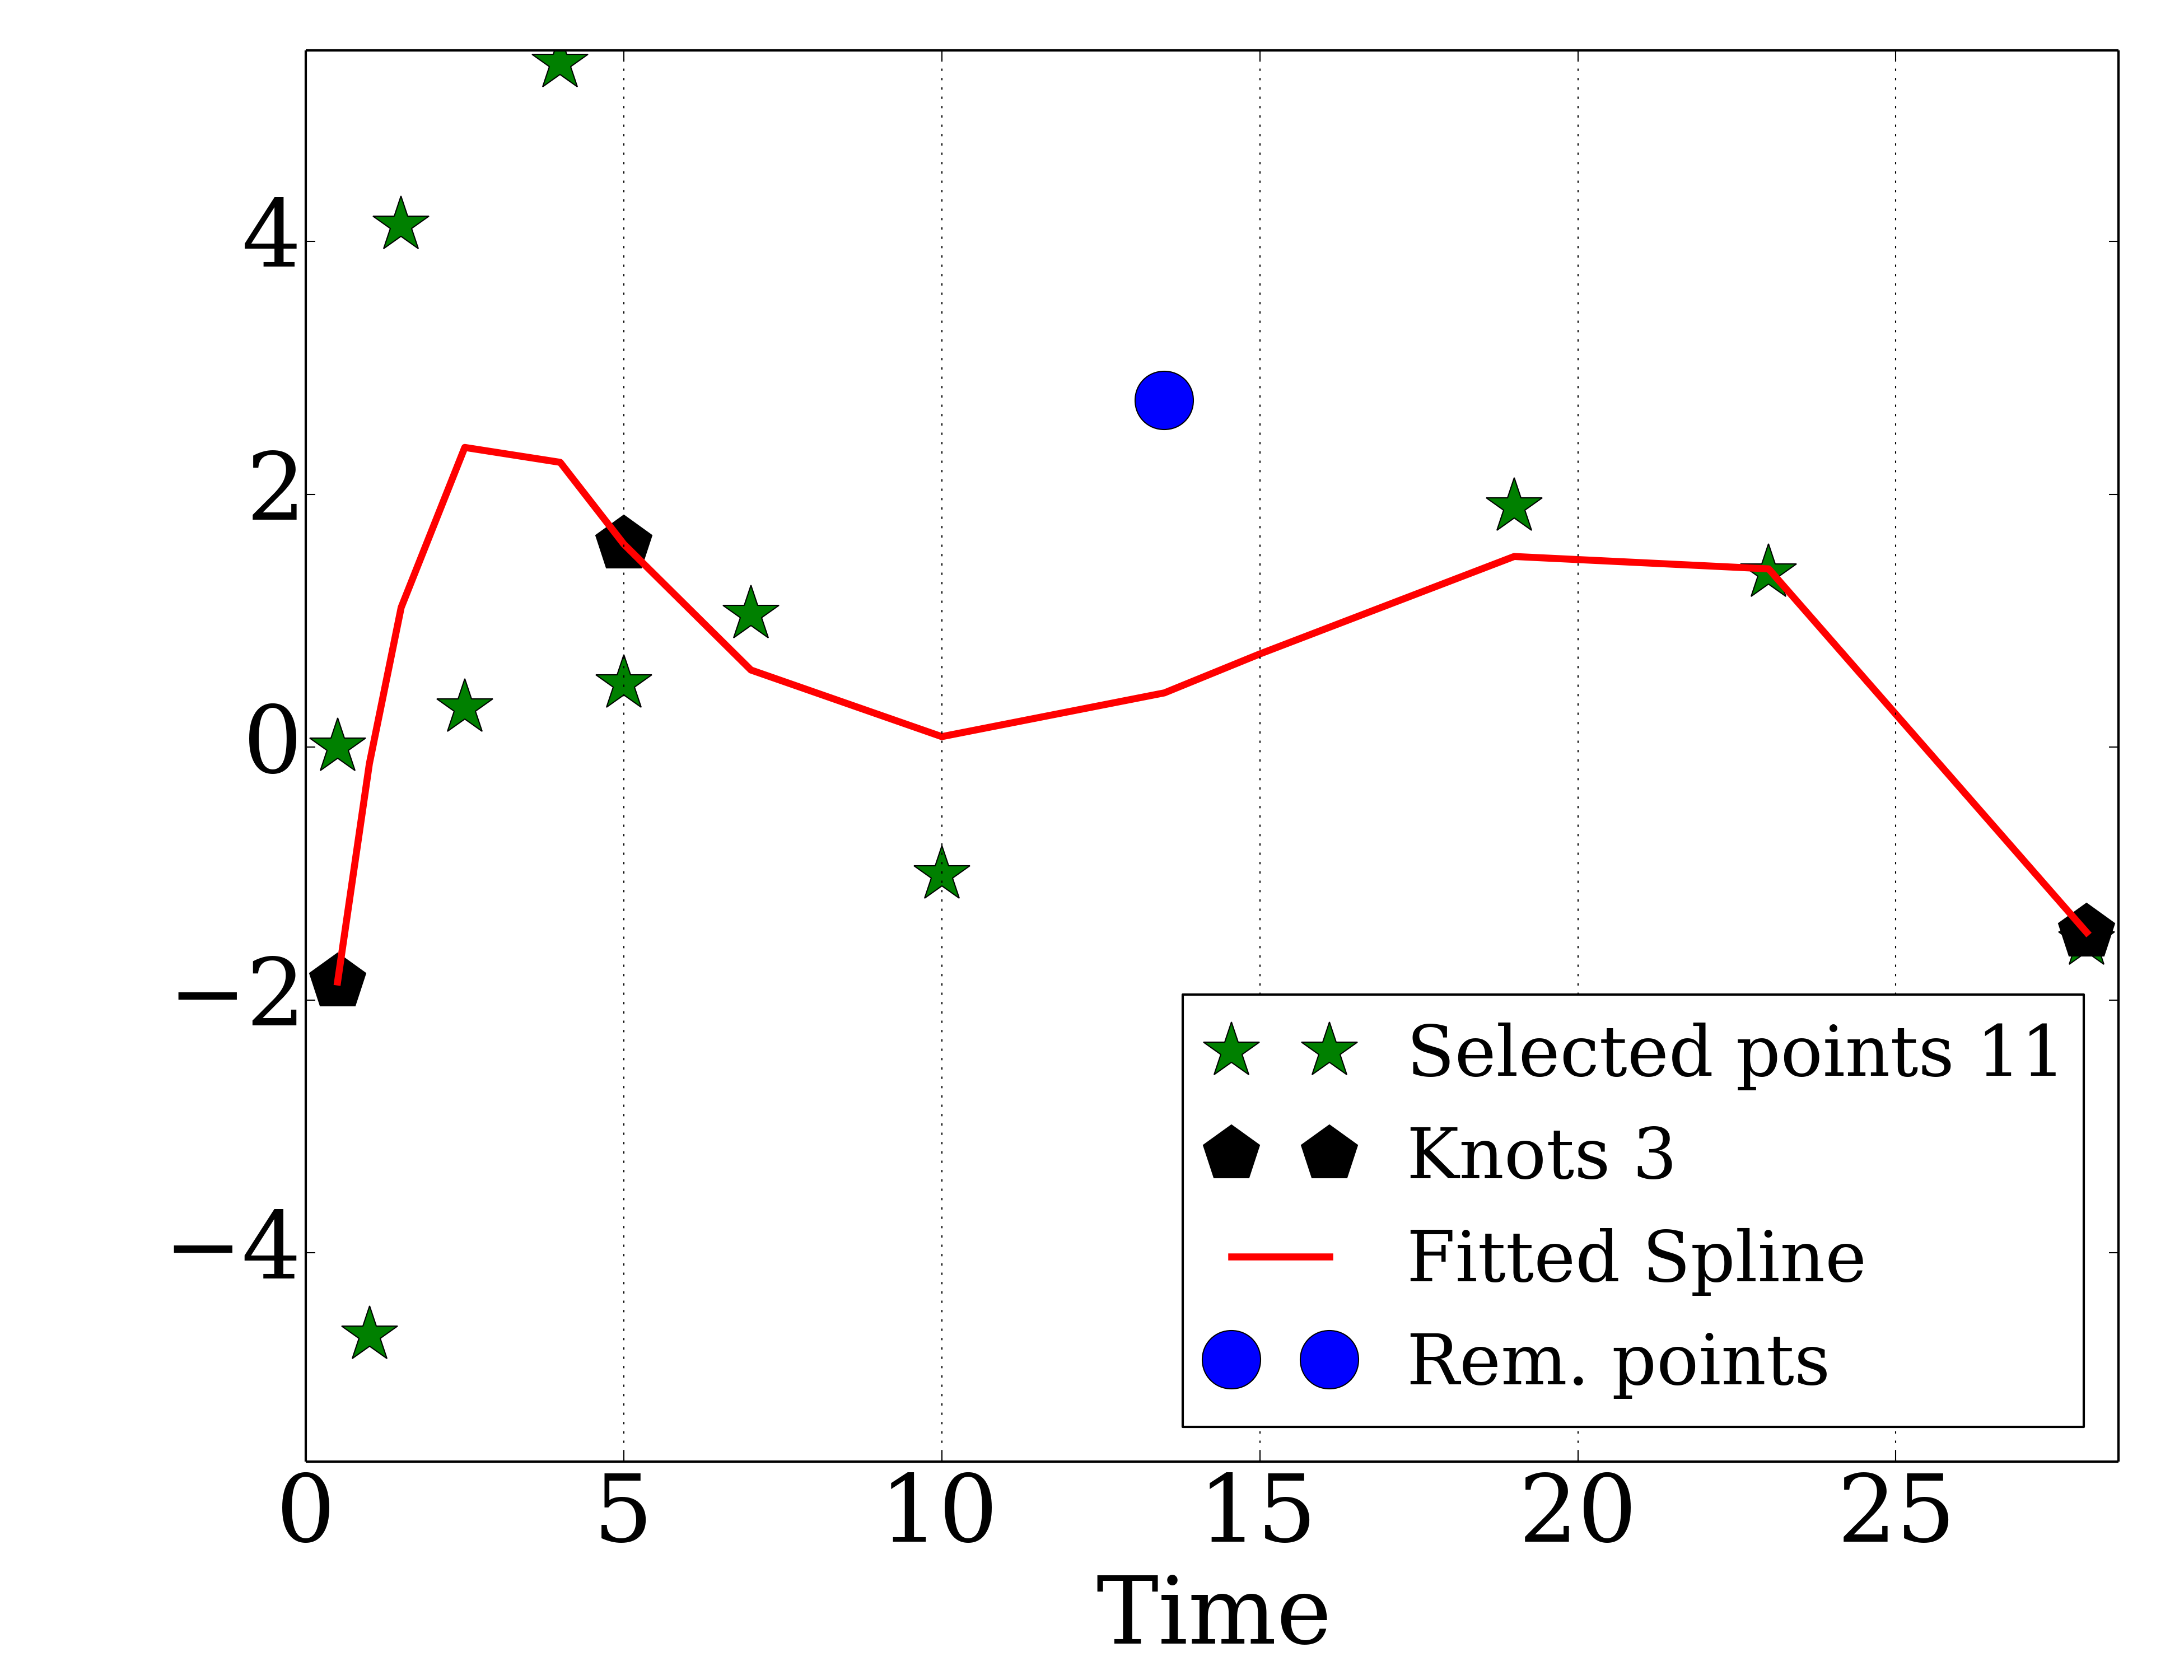 4
2
0
−2
−4
0 5 10 15 20 25
Time
Selected points 11
Knots 3
Fitted Spline
Rem. points